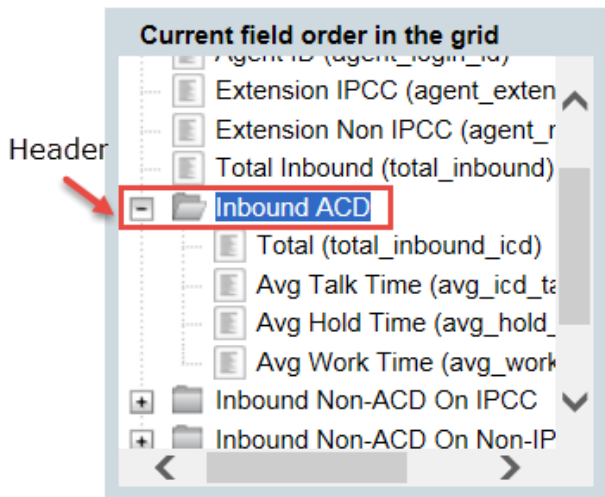 Current field order in the grid
Agent ID (agent_login_id)
Extension IPCC (agent_exten
Extension Non IPCC (agent_r
Header
Total Inbound (total_inbound)
Inbound ACD
Total (total_inbound_icd)
Avg Talk Time (avg_icd_ta
Avg Hold Time (avg_hold_
Avg Work Time (avg_work
Inbound Non-ACD On IPCC
Inbound Non-ACD On Non-IP